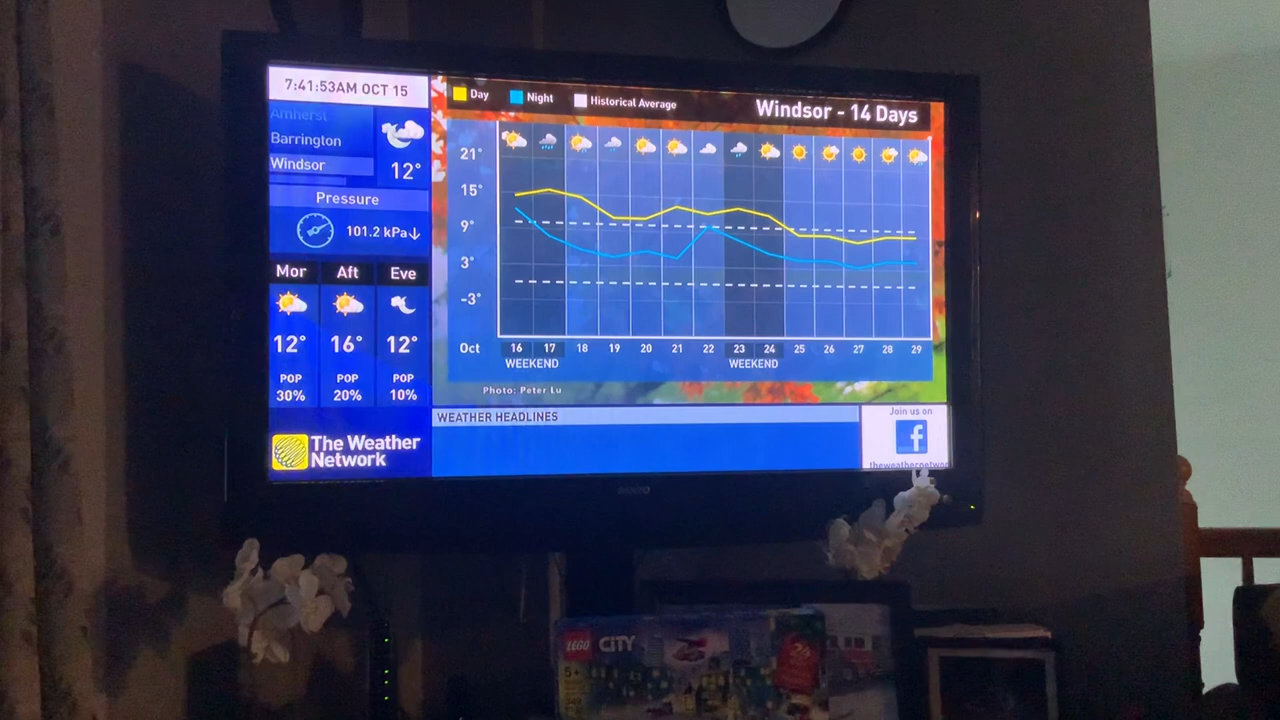 7:41:53AM OCT 15
Amherst
Barrington
Windsor
12°
Pressure
101.2 kPa↓
Mor Aft Eve
12° 16° 12°
POP POP POP
30% 20% 10%
The Weather
Network
Day Night Historical Average
Windsor - 14 Days
21°
15°
9°
3°
-3°
Oct 16 17 18 19 20 21 22 23 24 25 26 27 28 29
WEEKEND WEEKEND
Photo: Peter Lu
WEATHER HEADLINES
Join us on
f
theweathernetwor
LEGO CITY
5+
24